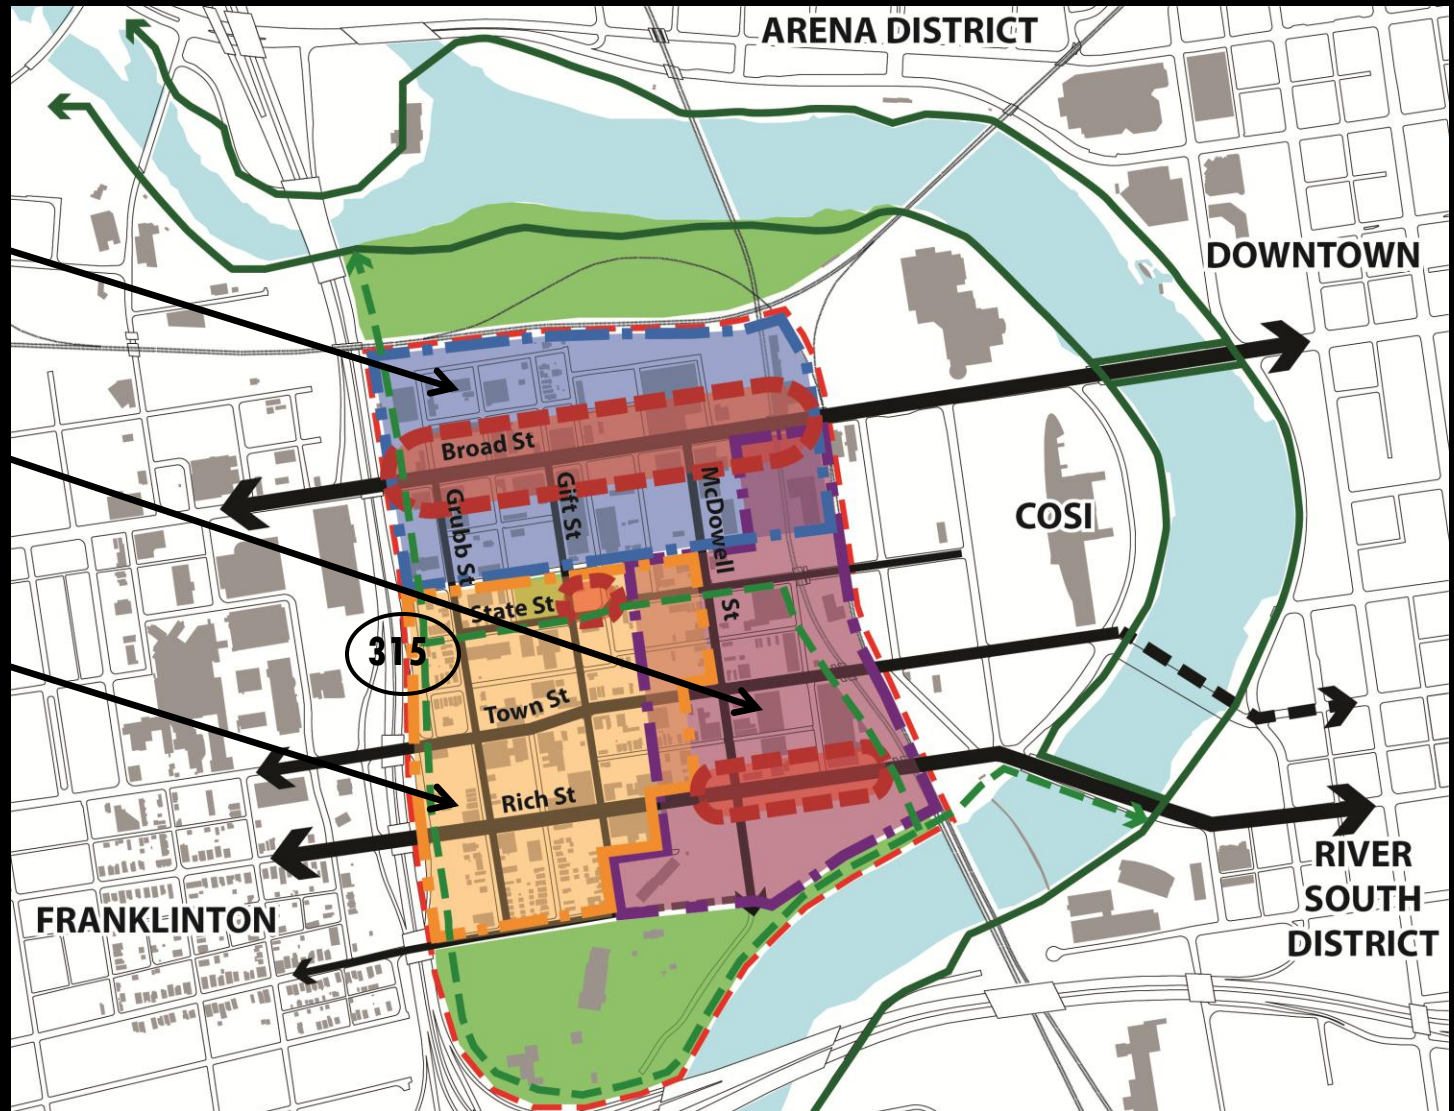 ARENA DISTRICT
DOWNTOWN
Broad St
Grubb St
Gift St
McDowell
St
COSI
State St
315
Town St
Rich St
FRANKLINTON
RIVER
SOUTH
DISTRICT